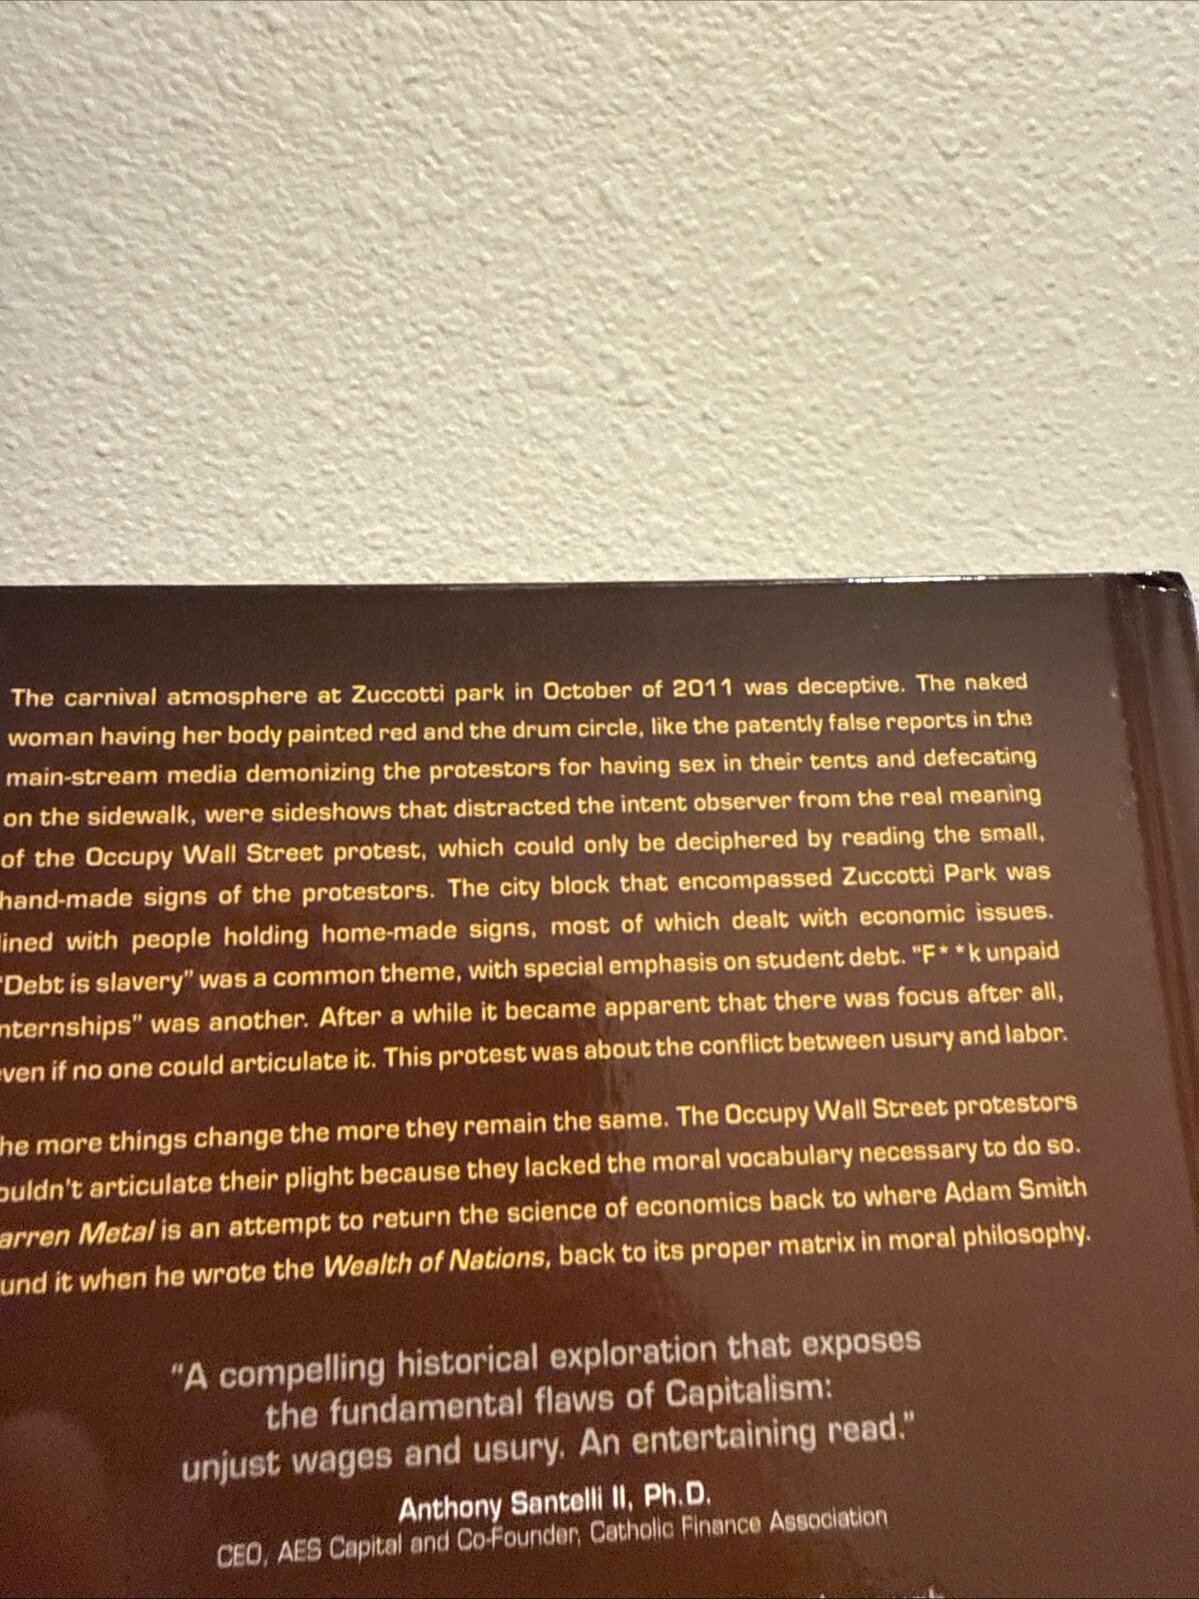 The carnival atmosphere at Zuccotti park in October of 2011 was deceptive. The naked
woman having her body painted red and the drum circle, like the patently false reports in the
main-stream media demonizing the protestors for having sex in their tents and defecating
on the sidewalk, were sideshows that distracted the intent observer from the real meaning
of the Occupy Wall Street protest, which could only be deciphered by reading the small,
hand-made signs of the protestors. The city block that encompassed Zuccotti Park was
lined with people holding home-made signs, most of which dealt with economic issues.
"Debt is slavery" was a common theme, with special emphasis on student debt. "F**k unpaid
nternships" was another. After a while it became apparent that there was focus after all,
ven if no one could articulate it. This protest was about the conflict between usury and labor.
he more things change the more they remain the same. The Occupy Wall Street protestors
ouldn't articulate their plight because they lacked the moral vocabulary necessary to do so.
arren Metal is an attempt to return the science of economics back to where Adam Smith
und it when he wrote the Wealth of Nations, back to its proper matrix in moral philosophy.
"A compelling historical exploration that exposes
the fundamental flaws of Capitalism:
unjust wages and usury. An entertaining read."
Anthony Santelli II, Ph.D.
CEO, AES Capital and Co-Founder, Catholic Finance Association